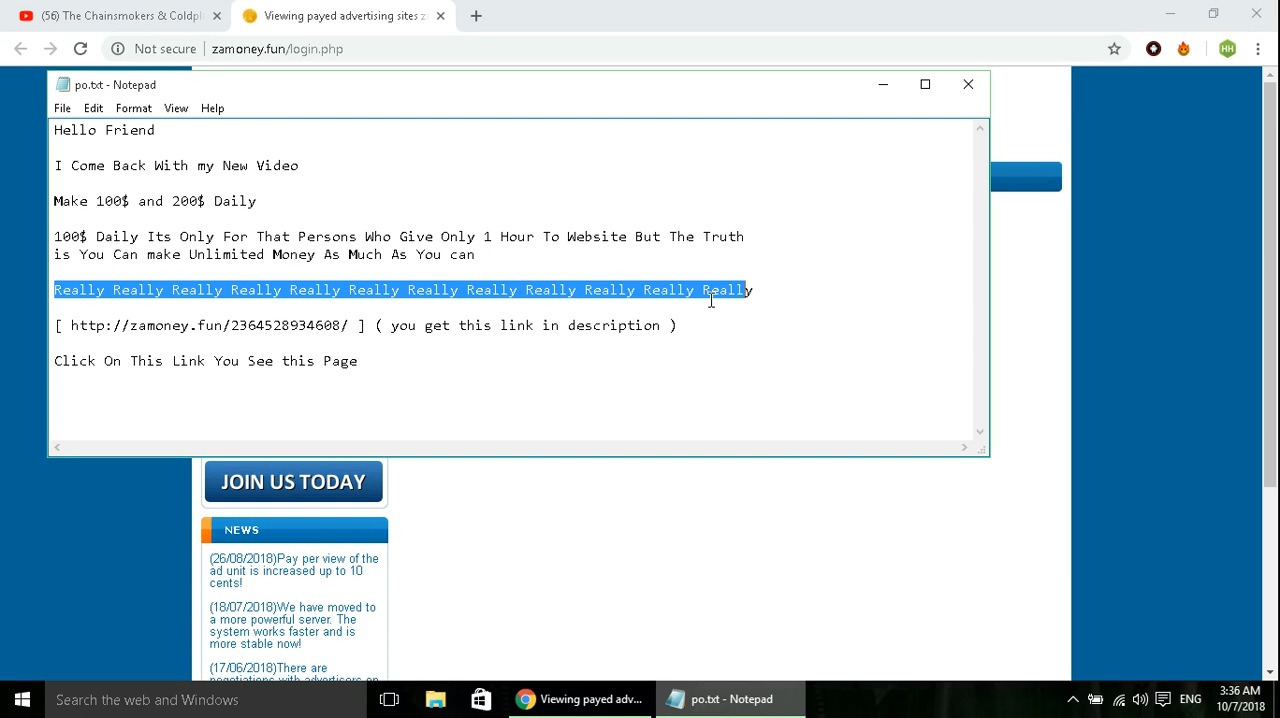 (56) The Chainsmokers & Coldpl
Viewing payed advertising sites za
Not secure
zamoney.fun/login.php
po.txt - Notepad
File Edit Format View Help
Hello Friend
I Come Back With my New Video
Make 100$ and 200$ Daily
100$ Daily Its Only For That Persons Who Give Only 1 Hour To Website But The Truth
is You Can make Unlimited Money As Much As You can
Really Really Really Really Really Really Really Really Really Really Really Really
[ http://zamoney.fun/2364528934608/ ] ( you get this link in description )
Click On This Link You See this Page
JOIN US TODAY
NEWS
(26/08/2018)Pay per view of the
ad unit is increased up to 10
cents!
(18/07/2018)We have moved to
a more powerful server. The
system works faster and is
more stable now!
(17/06/2018)There are
negotiations with advertisers on
HH
Search the web and Windows
Viewing payed adv...
po.txt - Notepad
ENG
3:36 AM
10/7/2018